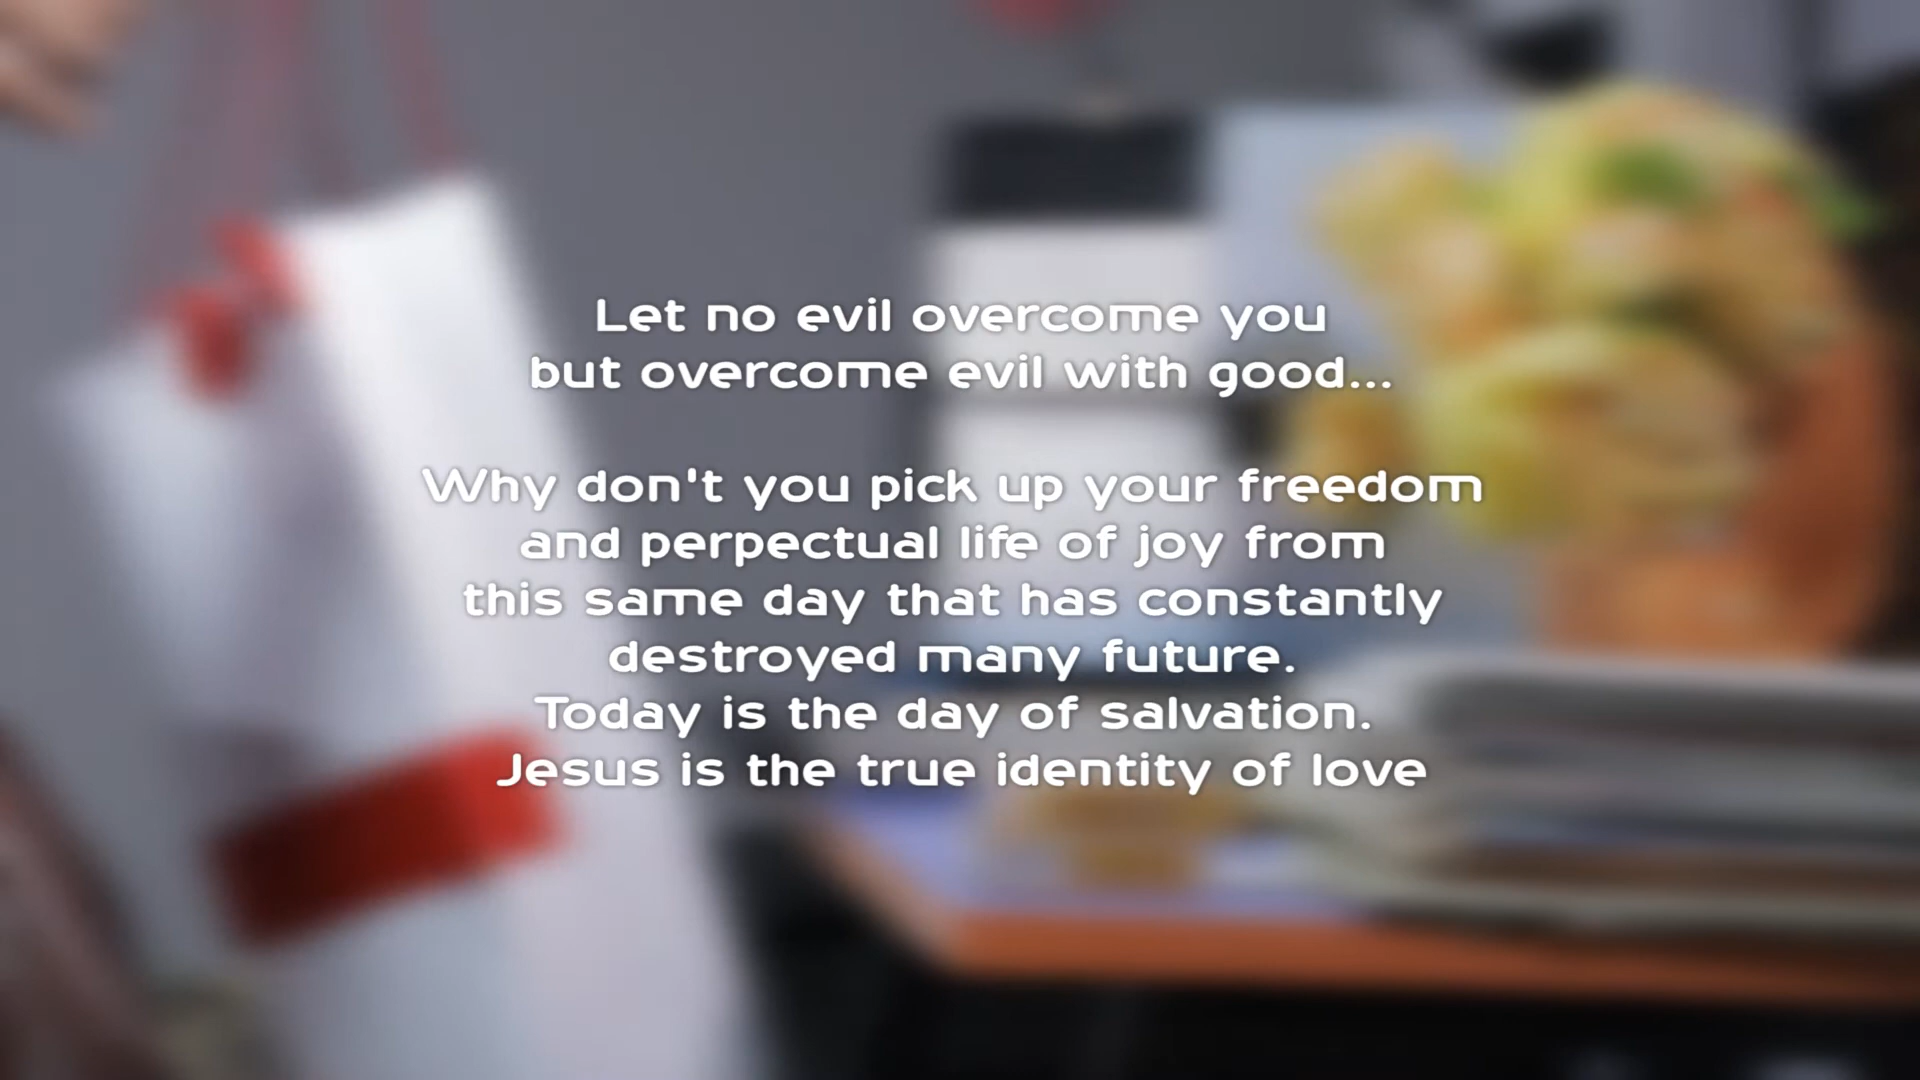 Let no evil overcome you
but overcome evil with good...
Why don't you pick up your freedom
and perpectual life of joy from
this same day that has constantly
destroyed many future.
Today is the day of salvation.
Jesus is the true identity of love